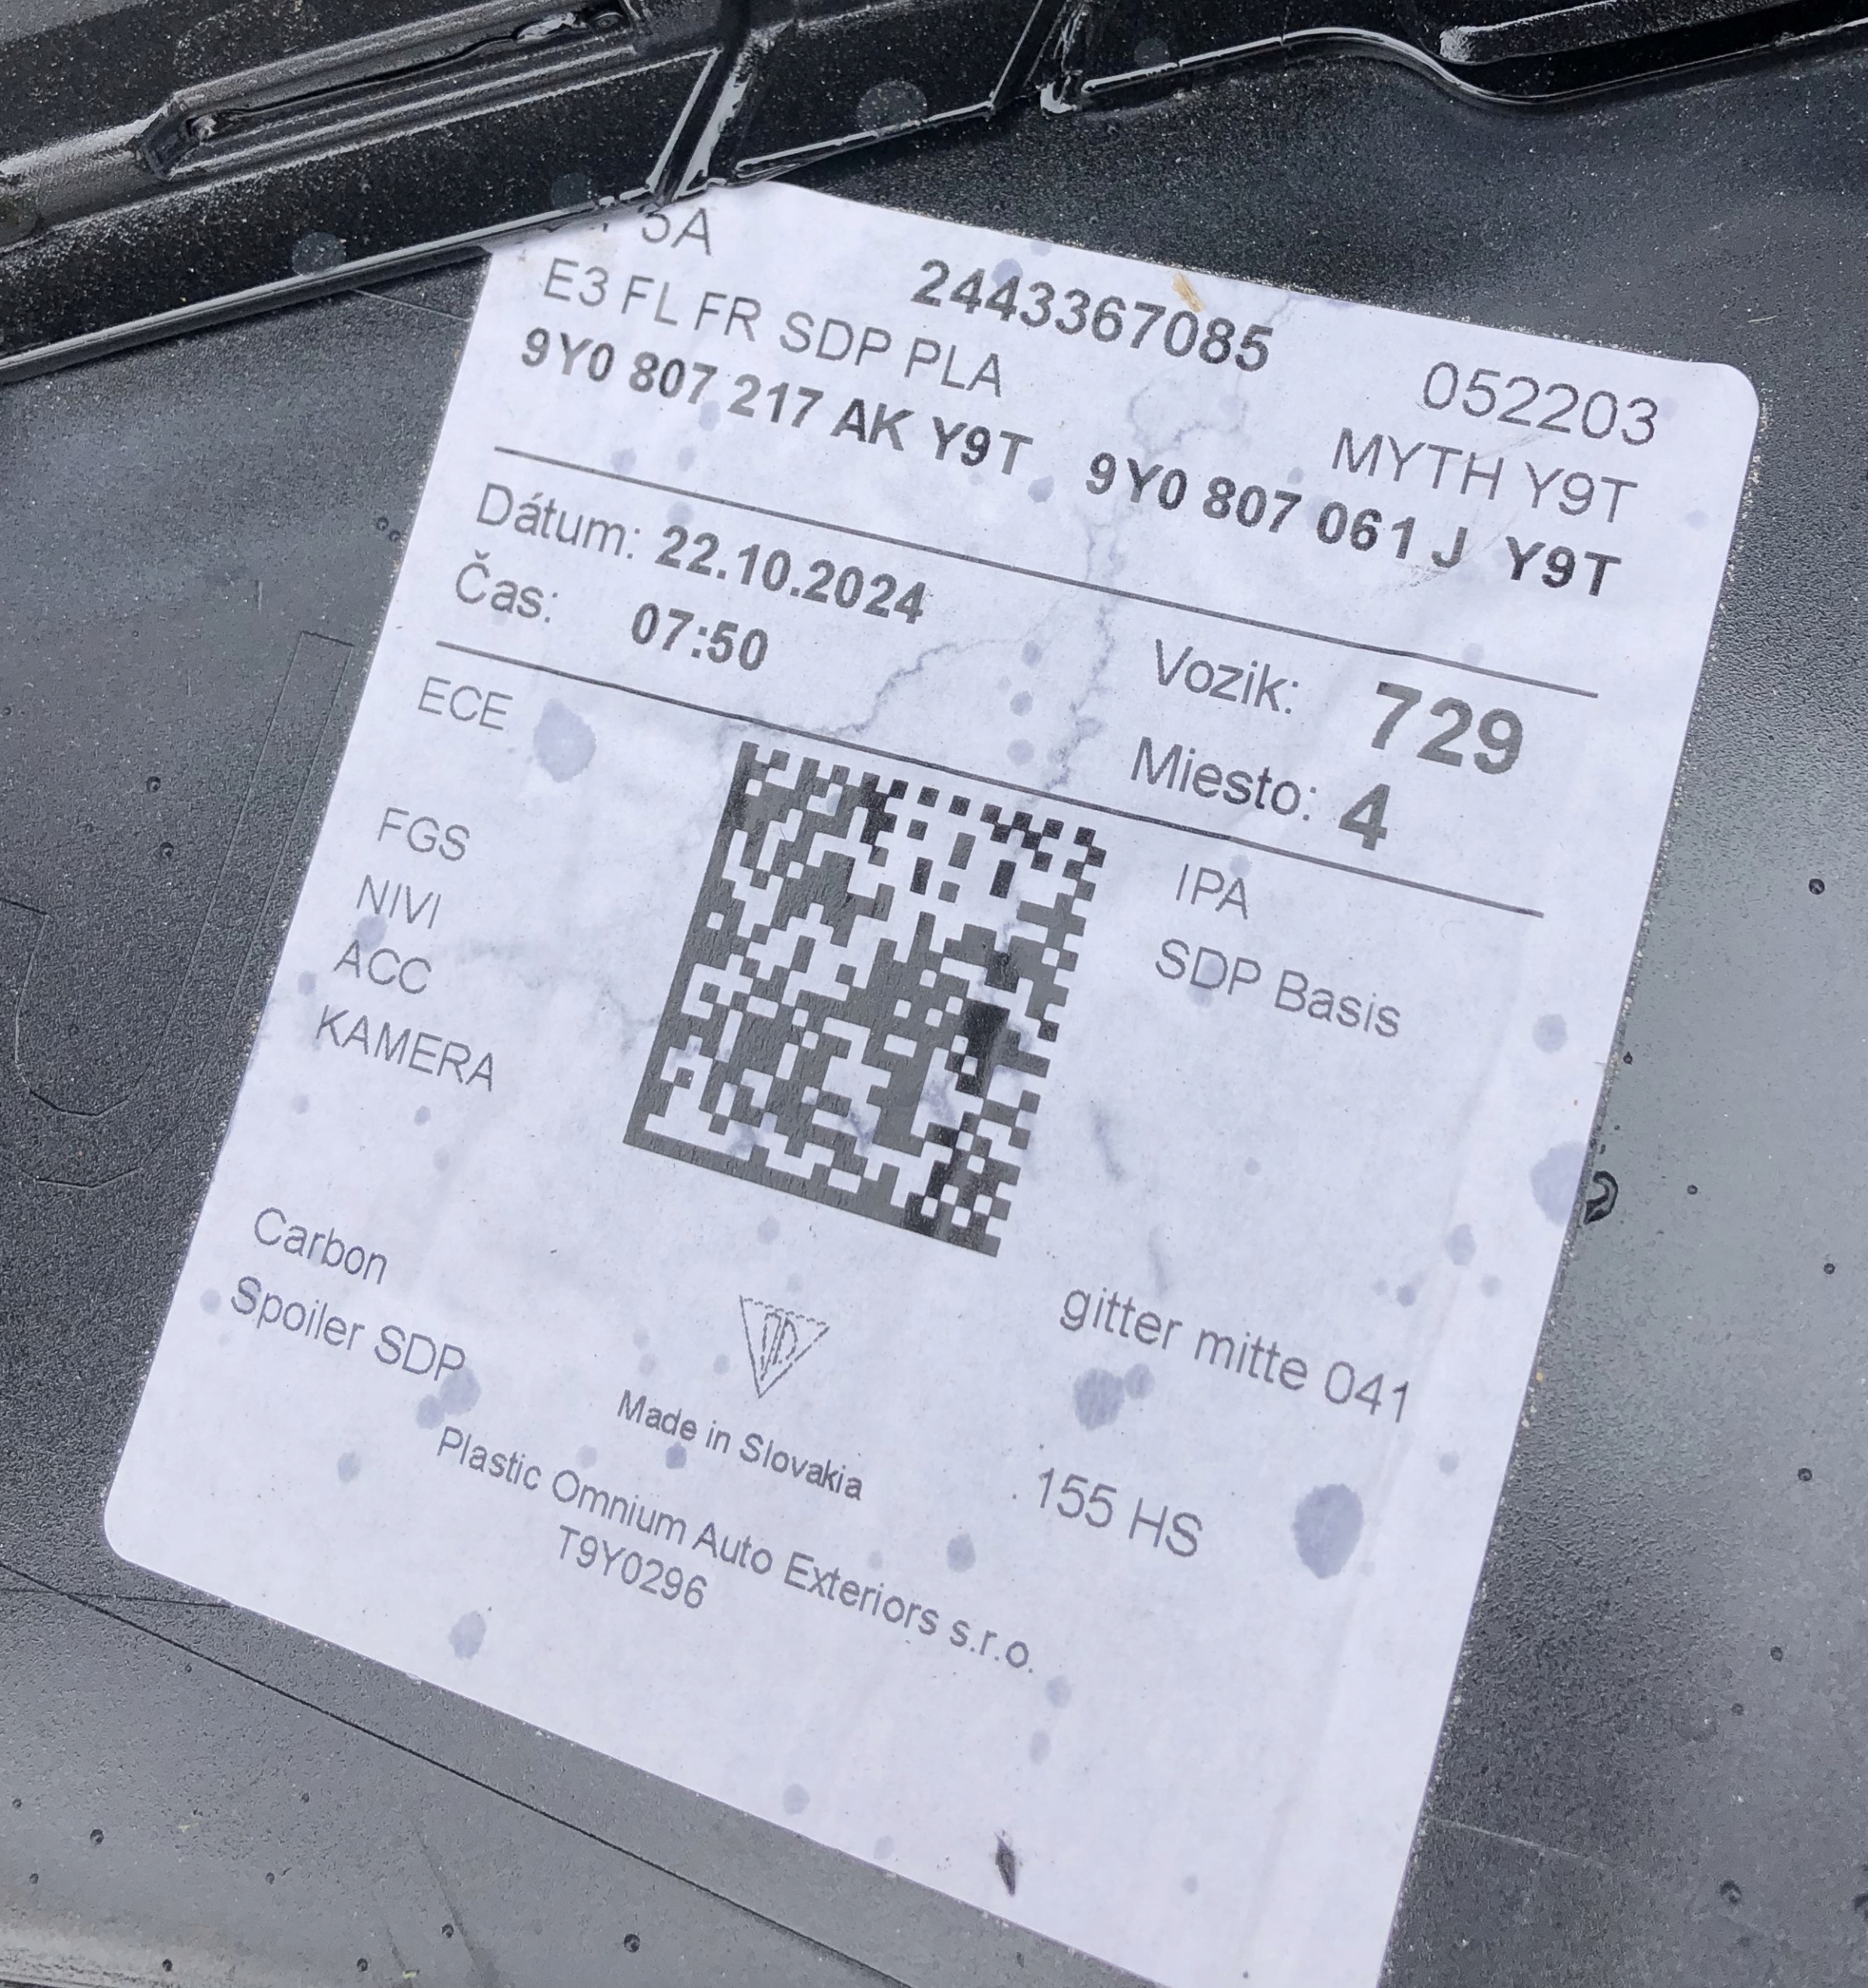 5A
2443367085
052203
E3 FL FR SDP PLA
MYTH Y9T
9Y0 807 217 AK Y9T 9Y0 807 061 J Y9T
Dátum: 22.10.2024
Vozik: 729
Čas: 07:50
Miesto: 4
ECE
IPA
SDP Basis
FGS
NIVI
ACC
KAMERA
Carbon
Spoiler SDP
gitter mitte 041
Made in Slovakia
155 HS
Plastic Omnium Auto Exteriors s.r.o.
T9Y0296